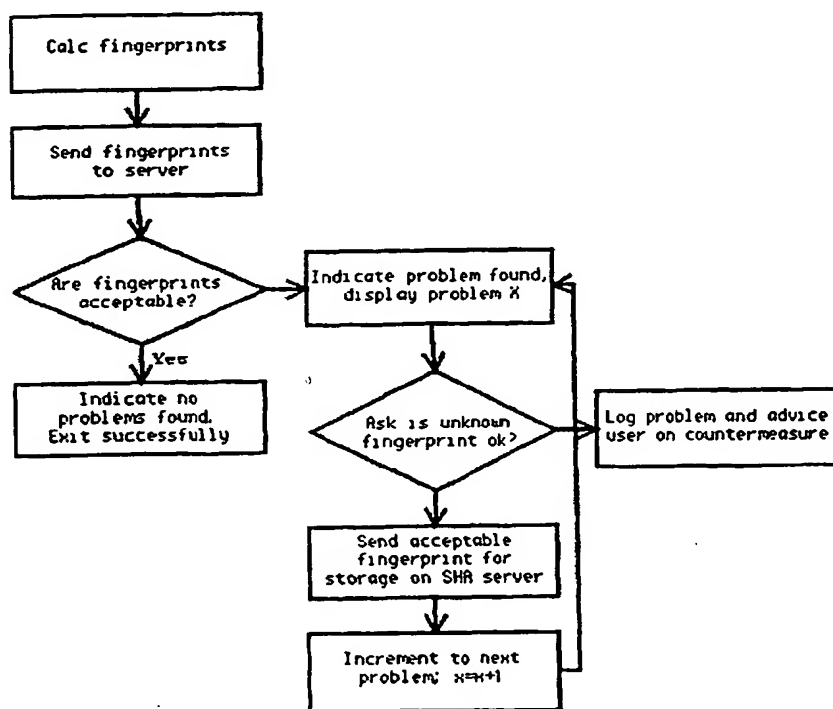 Calc fingerprints
Send fingerprints
to server
Are fingerprints
acceptable?
Yes
Indicate no
problems found.
Exit successfully
Indicate problem found,
display problem X
Ask is unknown
fingerprint ok?
Log problem and advice
user on countermeasure
Send acceptable
fingerprint for
storage on SHA server
Increment to next
problem; x=x+1